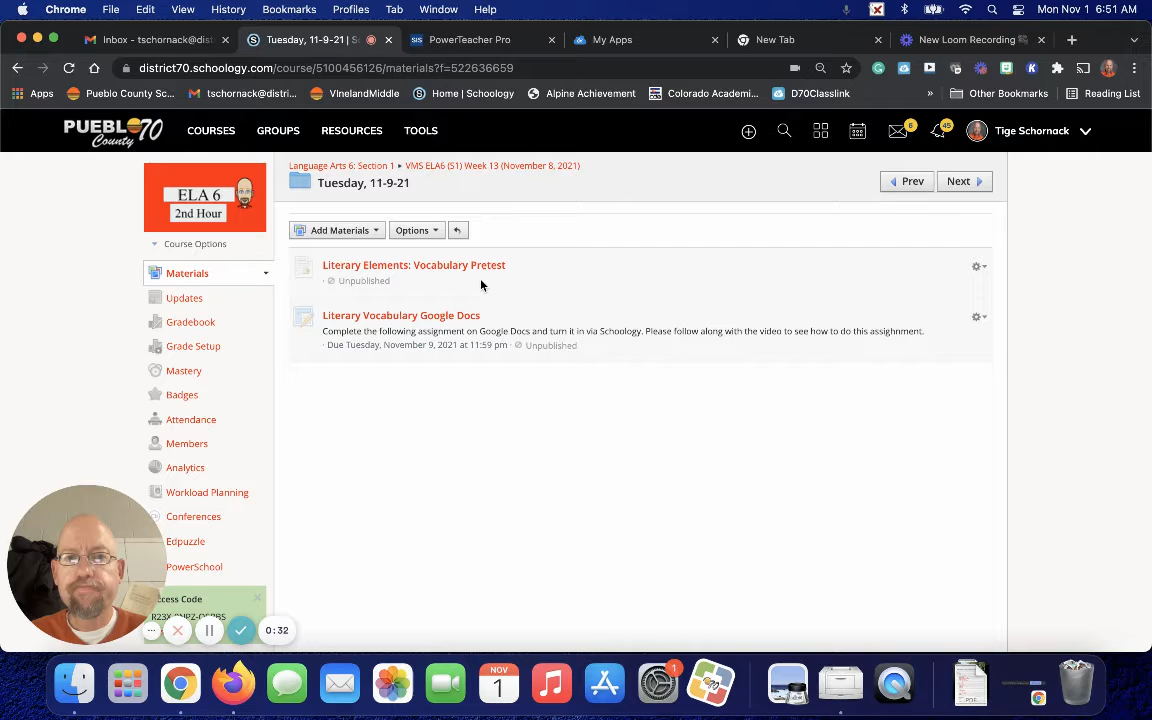 Chrome File Edit View History Bookmarks Profiles Tab Window Help Mon Nov 1 6:51 AM
Inbox - tschornack@dist Tuesday, 11-9-21 | S PowerTeacher Pro My Apps New Tab New Loom Recording
district70.schoology.com/course/5100456126/materials?f=522636659
Apps Pueblo County Sc... tschornack@distri... VInelandMiddle Home | Schoology Alpine Achievement Colorado Academi... D70Classlink » Other Bookmarks Reading List
PUEBLO 70
County
COURSES GROUPS RESOURCES TOOLS 6 45 Tige Schornack
Language Arts 6: Section 1 ▸ VMS ELA6 (S1) Week 13 (November 8, 2021)
Tuesday, 11-9-21
Prev Next
ELA 6
2nd Hour
Course Options
Materials
Updates
Gradebook
Grade Setup
Mastery
Badges
Attendance
Members
Analytics
Workload Planning
Conferences
Edpuzzle
PowerSchool
ccess Code
0:32
Add Materials Options
Literary Elements: Vocabulary Pretest
· Unpublished
Literary Vocabulary Google Docs
Complete the following assignment on Google Docs and turn it in via Schoology. Please follow along with the video to see how to do this assighnment.
· Due Tuesday, November 9, 2021 at 11:59 pm · Unpublished
NOV
1
1
PDF